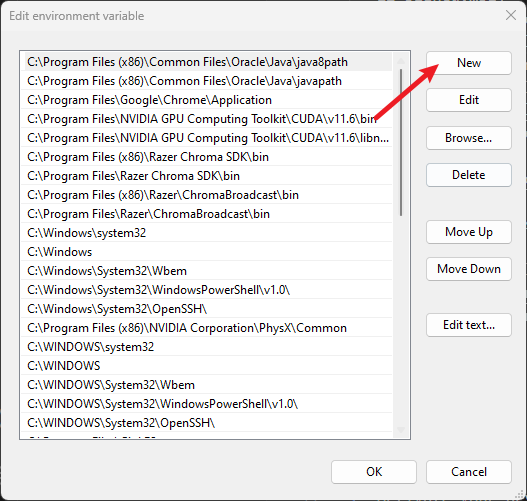 Edit environment variable
C:\Program Files (x86)\Common Files\Oracle\Java\java8path
New
C:\Program Files (x86)\Common Files\Oracle\Java\javapath
C:\Program Files\Google\Chrome\Application
Edit
C:\Program Files\NVIDIA GPU Computing Toolkit\CUDA\v11.6\bin
C:\Program Files\NVIDIA GPU Computing Toolkit\CUDA\v11.6\libn...
Browse...
C:\Program Files (x86)\Razer Chroma SDK\bin
C:\Program Files\Razer Chroma SDK\bin
Delete
C:\Program Files (x86)\Razer\ChromaBroadcast\bin
C:\Program Files\Razer\ChromaBroadcast\bin
C:\Windows\system32
Move Up
C:\Windows
C:\Windows\System32\Wbem
Move Down
C:\Windows\System32\WindowsPowerShell\v1.0\
C:\Windows\System32\OpenSSH\
C:\Program Files (x86)\NVIDIA Corporation\PhysX\Common
Edit text...
C:\WINDOWS\system32
C:\WINDOWS
C:\WINDOWS\System32\Wbem
C:\WINDOWS\System32\WindowsPowerShell\v1.0\
C:\WINDOWS\System32\OpenSSH\
OK
Cancel